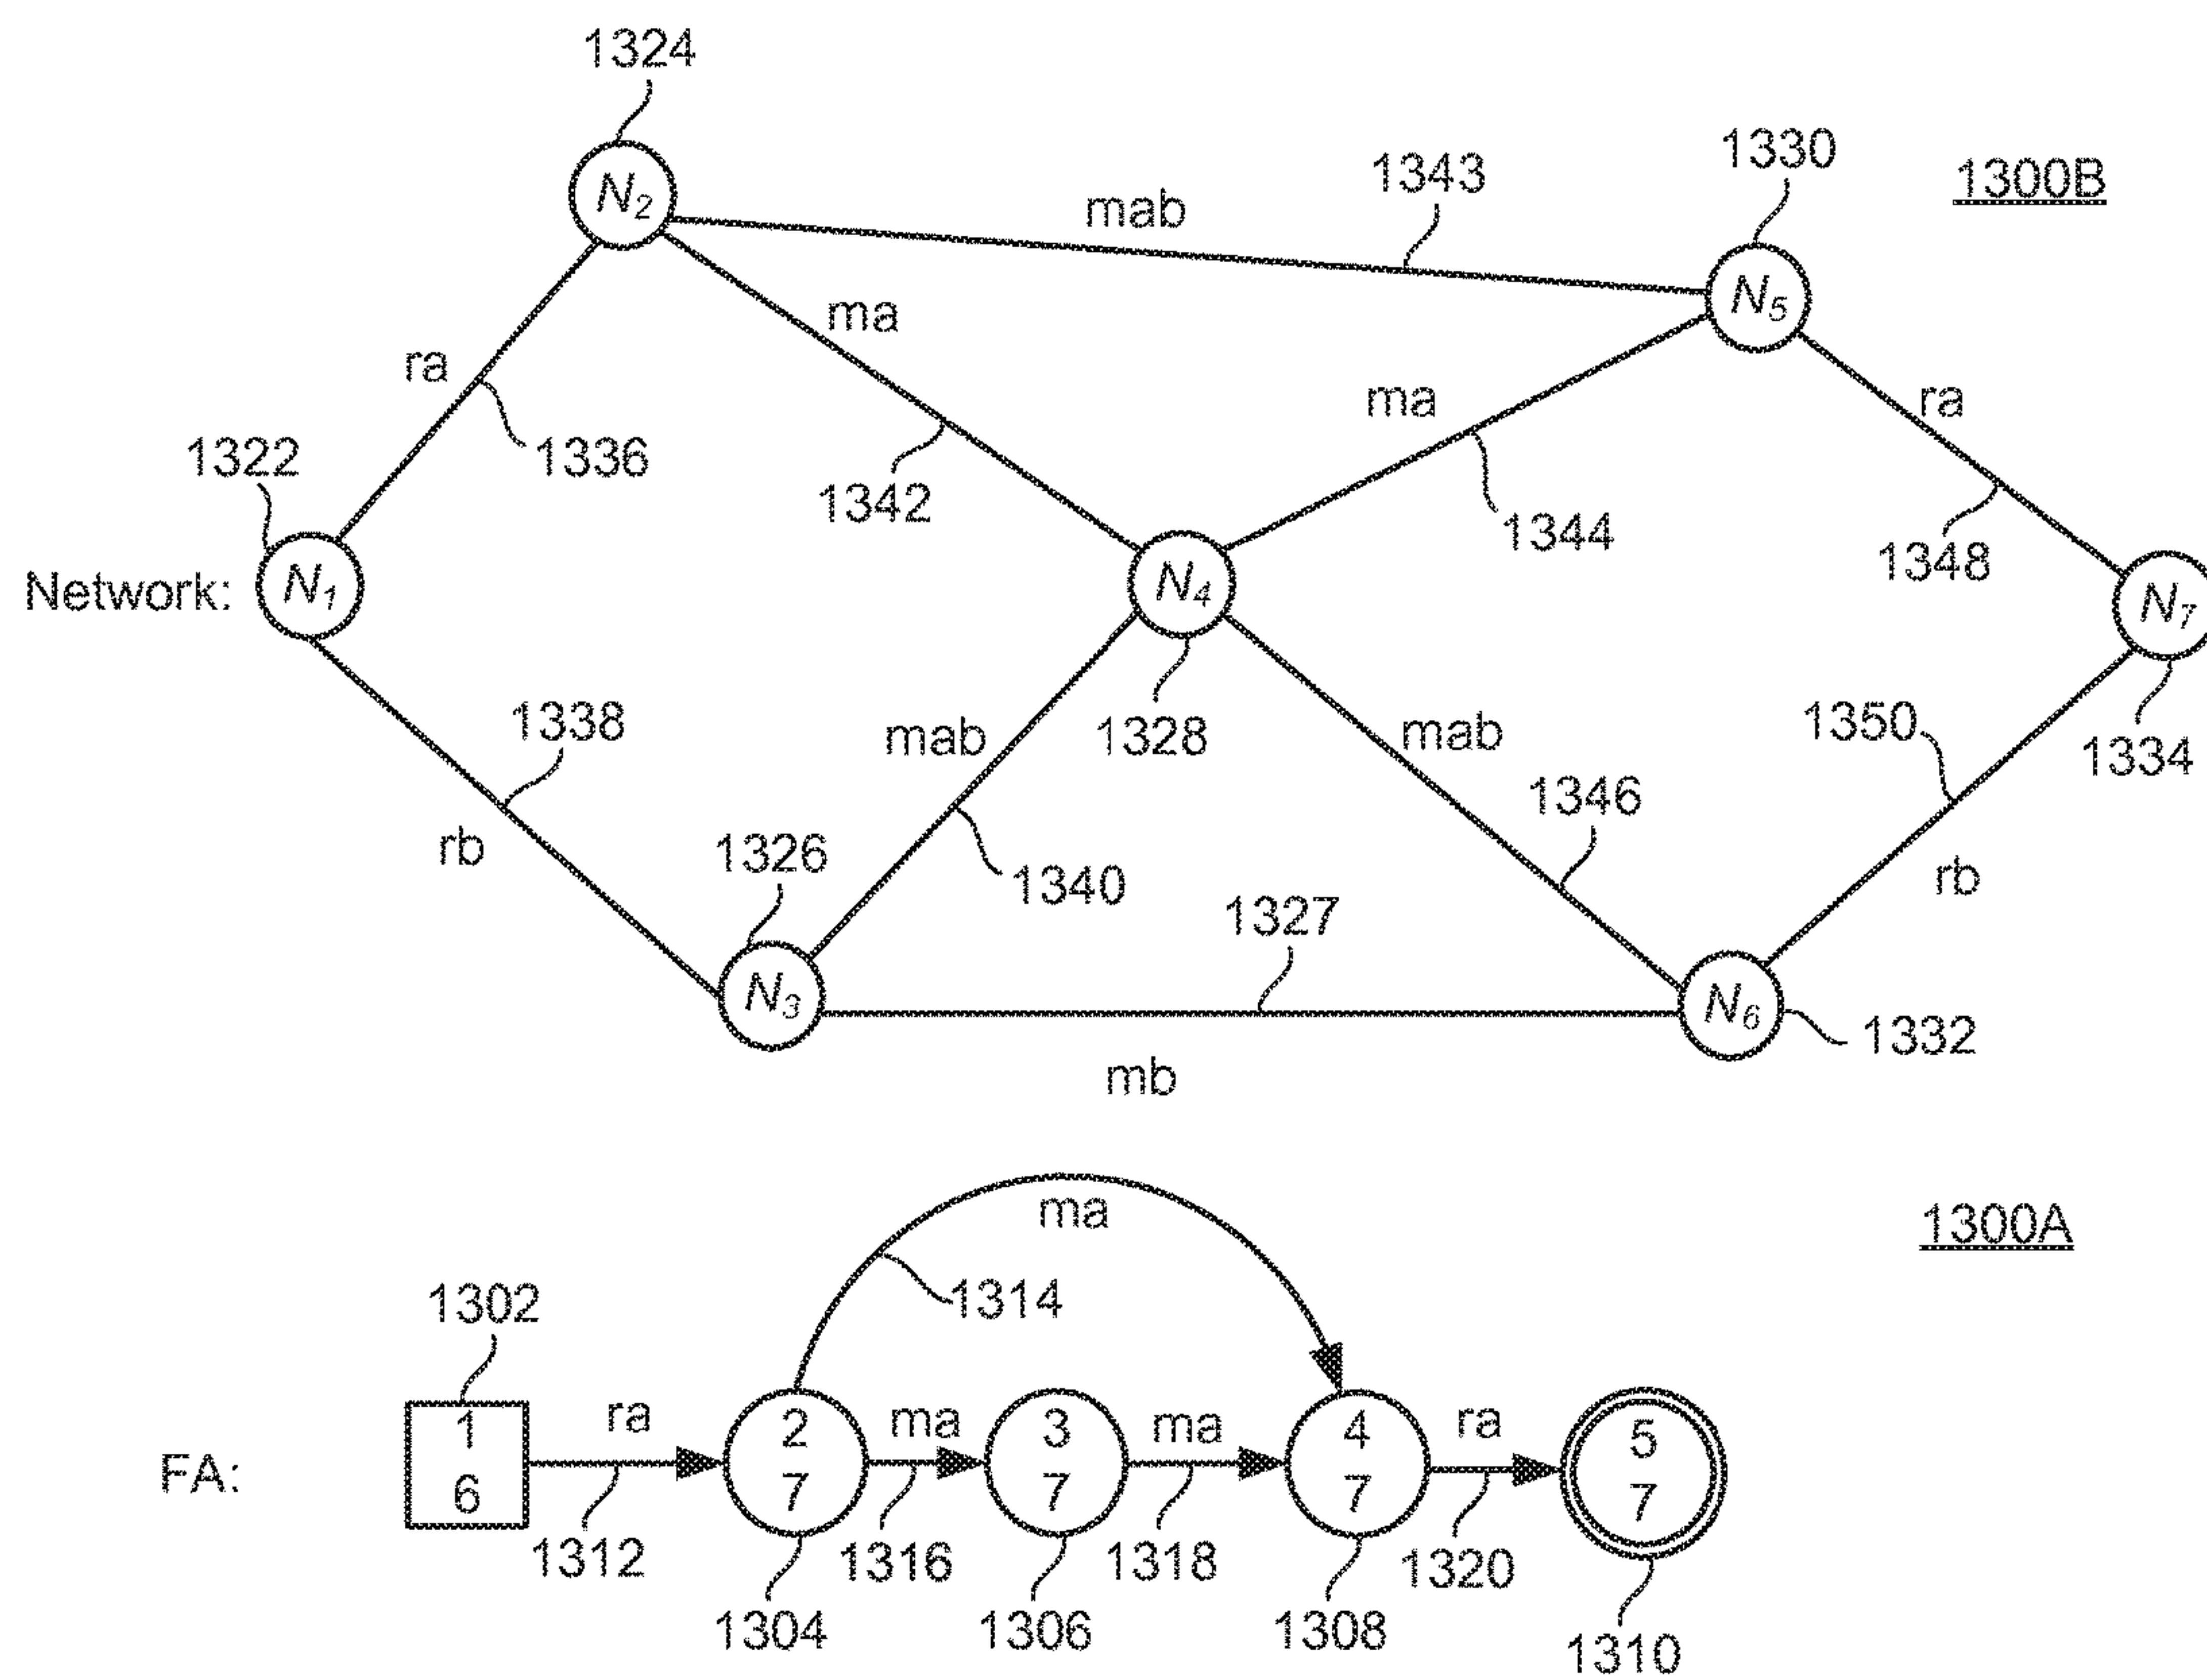 1324
1330
1343
1300B
N2
mab
N5
ma
ra
ma
ra
1322
1336
1342
1344
1348
Network:
N1
N4
N7
1338
mab
1328
mab
1350
1334
rb
1326
1346
1340
rb
1327
N3
N6
1332
mb
ma
1300A
1302
1314
FA:
1
6
ra
2
7
ma
3
7
ma
4
7
ra
5
7
1312
1316
1318
1320
1304
1306
1308
1310